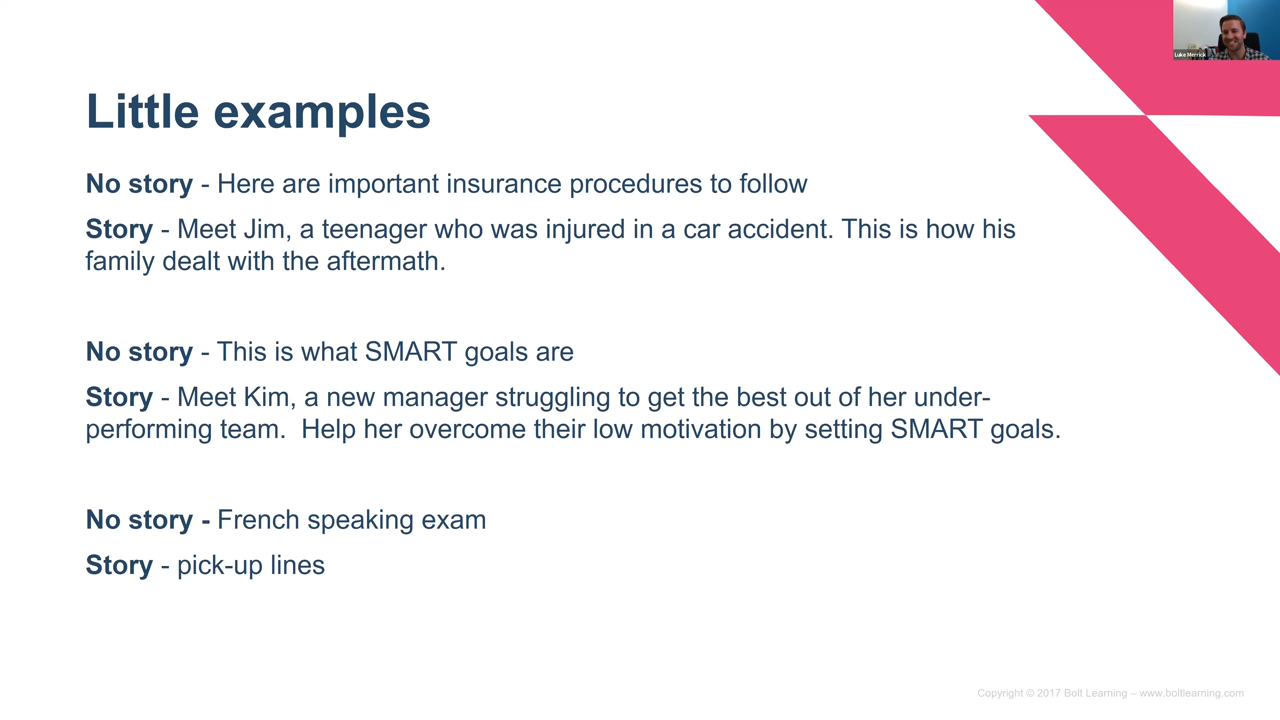 Luke Merrick
Little examples
No story - Here are important insurance procedures to follow
Story - Meet Jim, a teenager who was injured in a car accident. This is how his
family dealt with the aftermath.
No story - This is what SMART goals are
Story - Meet Kim, a new manager struggling to get the best out of her under-
performing team.  Help her overcome their low motivation by setting SMART goals.
No story - French speaking exam
Story - pick-up lines
Copyright © 2017 Bolt Learning – www.boltlearning.com